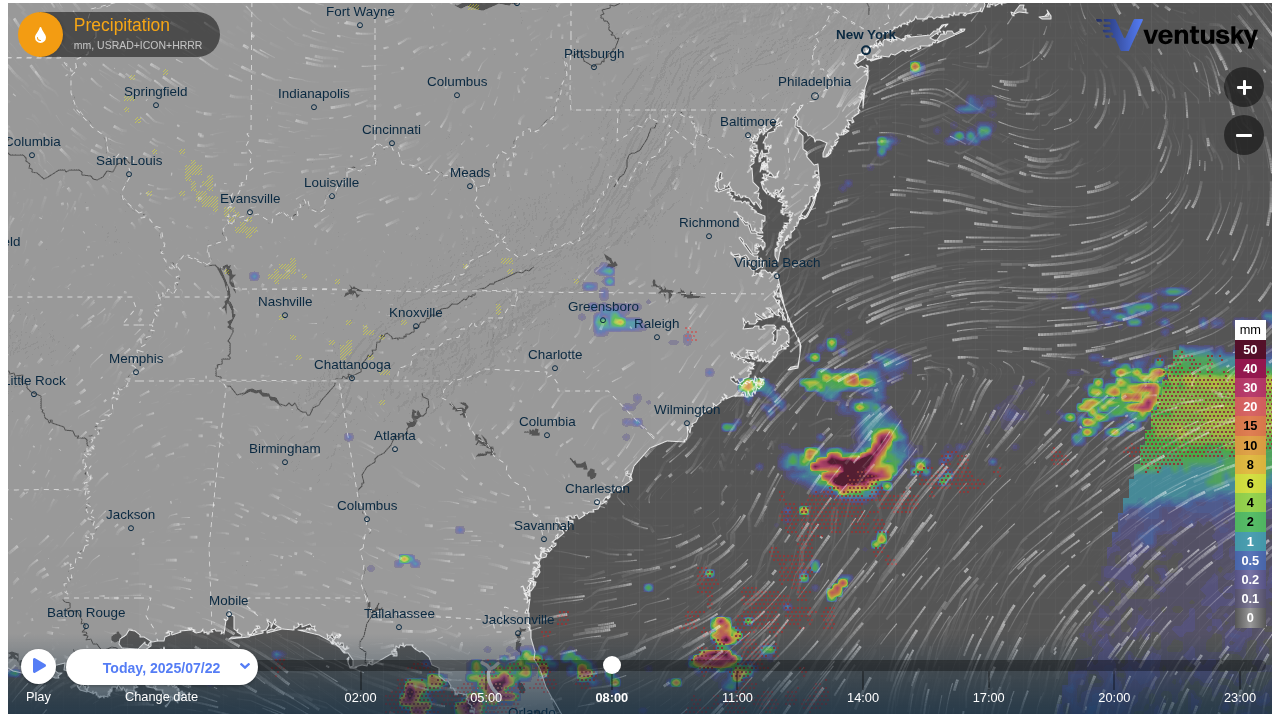 Precipitation
mm, USRAD+ICON+HRRR
ventusky
Fort Wayne
New York
Pittsburgh
Columbus
Philadelphia
Springfield
Indianapolis
Baltimore
Cincinnati
Columbia
Saint Louis
Meads
Louisville
Evansville
Richmond
eld
Virginia Beach
Nashville
Knoxville
Greensboro
Raleigh
mm
50
40
30
20
15
10
8
6
4
2
1
0.5
0.2
0.1
0
Memphis
Chattanooga
Charlotte
Little Rock
Wilmington
Columbia
Atlanta
Birmingham
Charleston
Columbus
Jackson
Savannah
Mobile
Baton Rouge
Tallahassee
Jacksonville
Today, 2025/07/22
Play
Change date
02:00
05:00
08:00
11:00
14:00
17:00
20:00
23:00
Orlando